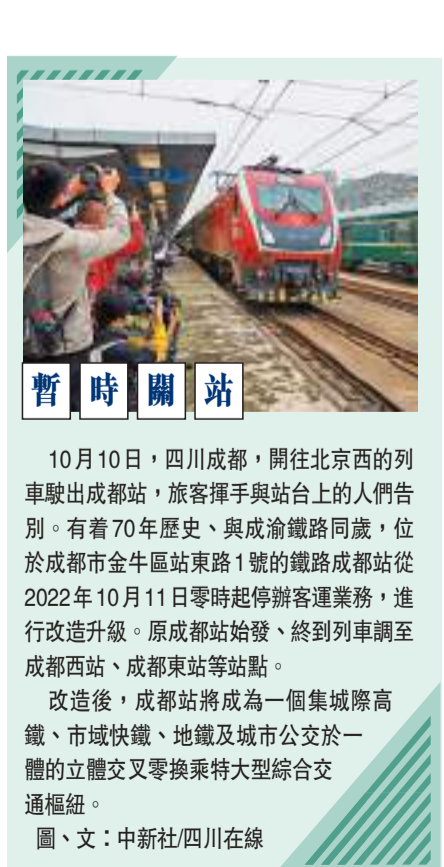 暫時關站
10月10日，四川成都，開往北京西的列
車駛出成都站，旅客揮手與站台上的人們告
別。有着70年歷史、與成渝鐵路同歲，位
於成都市金牛區站東路1號的鐵路成都站從
2022年10月11日零時起停辦客運業務，進
行改造升級。原成都站始發、終到列車調至
成都西站、成都東站等站點。
改造後，成都站將成為一個集城際高
鐵、市域快鐵、地鐵及城市公交於一
體的立體交叉零換乘特大型綜合交
通樞紐。
圖、文：中新社/四川在線